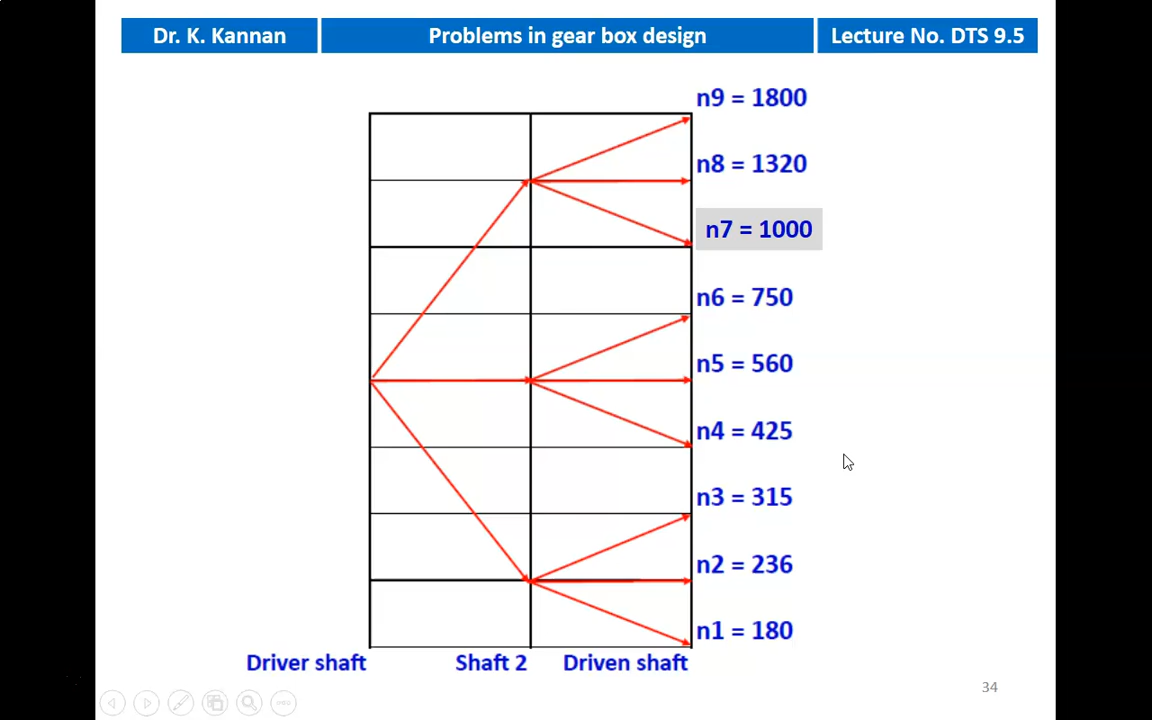 Dr. K. Kannan
Problems in gear box design
Lecture No. DTS 9.5
n9 = 1800
n8 = 1320
n7 = 1000
n6 = 750
n5 = 560
n4 = 425
n3 = 315
n2 = 236
n1 = 180
Driver shaft
Shaft 2
Driven shaft
34